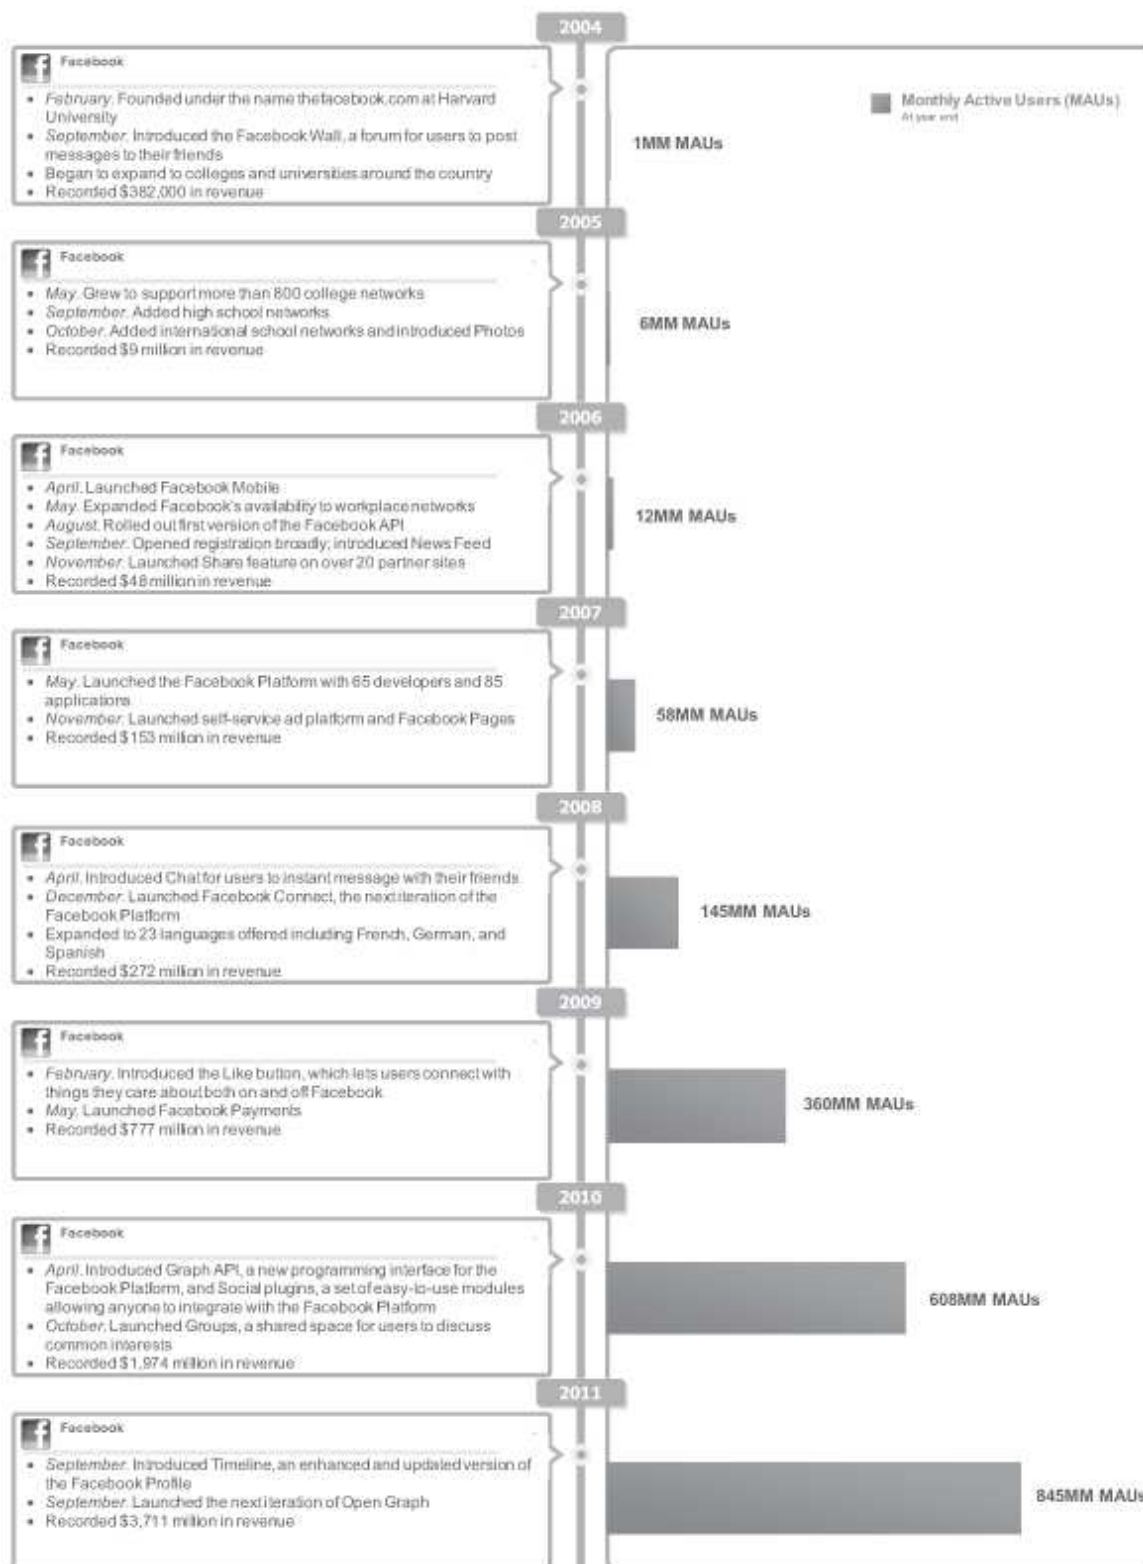 2004
Facebook
• February. Founded under the name thefacebook.com at Harvard
University
• September. Introduced the Facebook Wall, a forum for users to post
messages to their friends
• Began to expand to colleges and universities around the country
• Recorded $382,000 in revenue
Monthly Active Users (MAUs)
At year end
1MM MAUs
2005
Facebook
• May. Grew to support more than 800 college networks
• September. Added high school networks
• October. Added international school networks and introduced Photos
• Recorded $9 million in revenue
6MM MAUs
2006
Facebook
• April. Launched Facebook Mobile
• May. Expanded Facebook's availability to workplace networks
• August. Rolled out first version of the Facebook API
• September. Opened registration broadly; introduced News Feed
• November. Launched Share feature on over 20 partner sites
• Recorded $48 million in revenue
12MM MAUs
2007
Facebook
• May. Launched the Facebook Platform with 65 developers and 85
applications
• November. Launched self-service ad platform and Facebook Pages
• Recorded $153 million in revenue
58MM MAUs
2008
Facebook
• April. Introduced Chat for users to instant message with their friends
• December. Launched Facebook Connect, the next iteration of the
Facebook Platform
• Expanded to 23 languages offered including French, German, and
Spanish
• Recorded $272 million in revenue
145MM MAUs
2009
Facebook
• February. Introduced the Like button, which lets users connect with
things they care about both on and off Facebook
• May. Launched Facebook Payments
• Recorded $777 million in revenue
360MM MAUs
2010
Facebook
• April. Introduced Graph API, a new programming interface for the
Facebook Platform, and Social plugins, a set of easy-to-use modules
allowing anyone to integrate with the Facebook Platform
• October. Launched Groups, a shared space for users to discuss
common interests
• Recorded $1,974 million in revenue
608MM MAUs
2011
Facebook
• September. Introduced Timeline, an enhanced and updated version of
the Facebook Profile
• September. Launched the next iteration of Open Graph
• Recorded $3,711 million in revenue
845MM MAUs